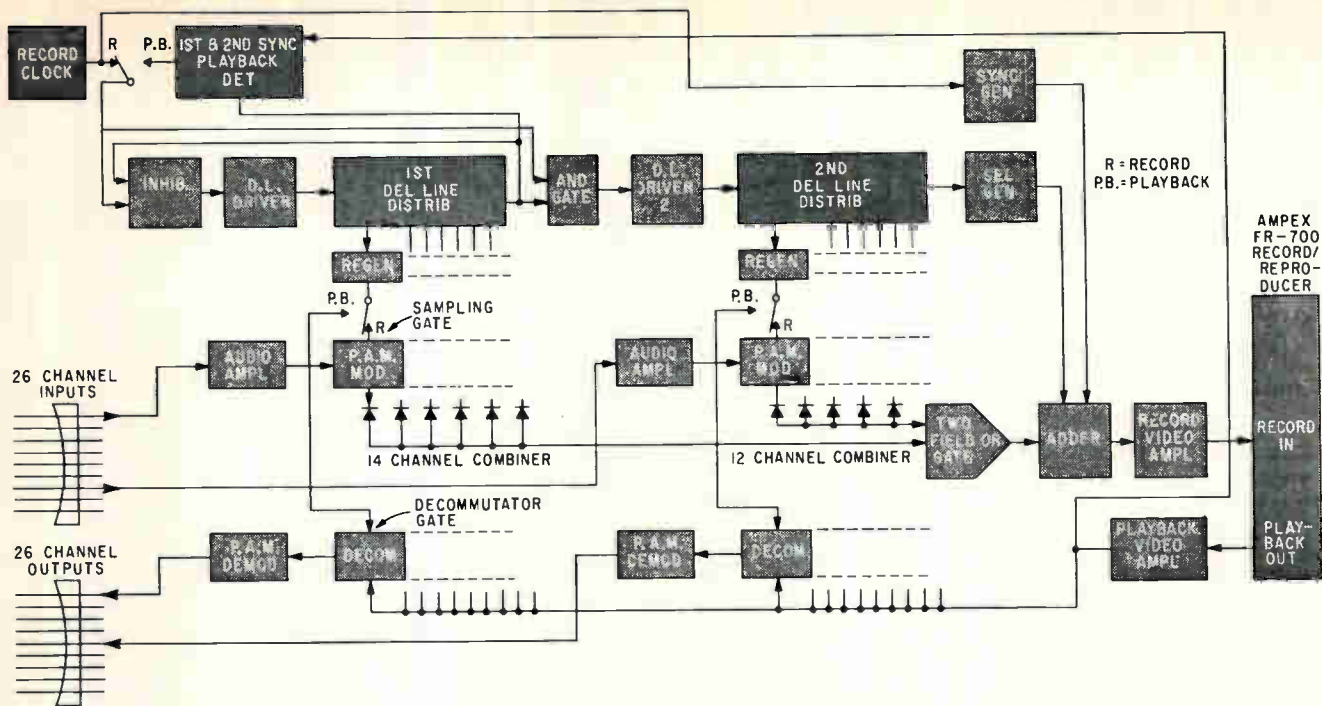 RECORD
CLOCK
R
P.B.
1ST & 2ND SYNC
PLAYBACK
DET
SYNC
GEN
R = RECORD
P.B. = PLAYBACK
INHIB.
D.L.
DRIVER
1ST
DEL LINE
DISTRIB
AND
GATE
D.L.
DRIVER
2
2ND
DEL LINE
DISTRIB
SEL
GEN
AMPEX
FR-700
RECORD/
REPRO-
DUCER
REGEN
REGEN
P.B.
R
SAMPLING
GATE
P.B.
R
26 CHANNEL
INPUTS
AUDIO
AMPL
P.A.M.
MOD
AUDIO
AMPL
P.A.M.
MOD
14 CHANNEL COMBINER
12 CHANNEL COMBINER
TWO
FIELD OR
GATE
ADDER
RECORD
VIDEO
AMPL
RECORD
IN
26 CHANNEL
OUTPUTS
P.A.M.
DEMOD
DECOM
DECOMMUTATOR
GATE
P.A.M.
DEMOD
DECOM
PLAYBACK
VIDEO
AMPL
PLAY-
BACK
OUT